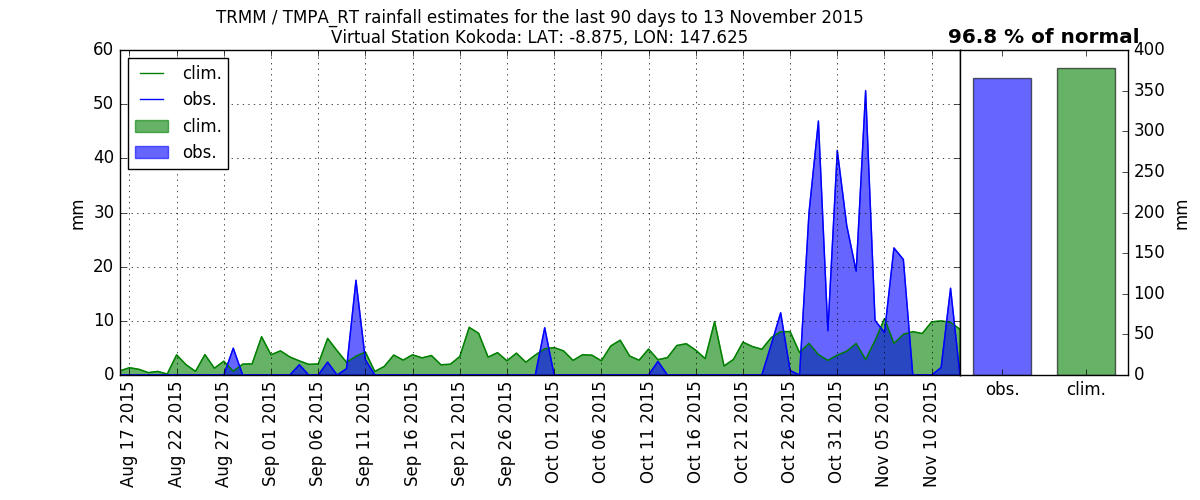 TRMM / TMPA_RT rainfall estimates for the last 90 days to 13 November 2015
Virtual Station Kokoda: LAT: -8.875, LON: 147.625
96.8 % of normal
clim.
obs.
clim.
obs.
60
50
40
30
20
10
0
mm
400
350
300
250
200
150
100
50
0
mm
obs.
clim.
Aug 17 2015
Aug 22 2015
Aug 27 2015
Sep 01 2015
Sep 06 2015
Sep 11 2015
Sep 16 2015
Sep 21 2015
Sep 26 2015
Oct 01 2015
Oct 06 2015
Oct 11 2015
Oct 16 2015
Oct 21 2015
Oct 26 2015
Oct 31 2015
Nov 05 2015
Nov 10 2015